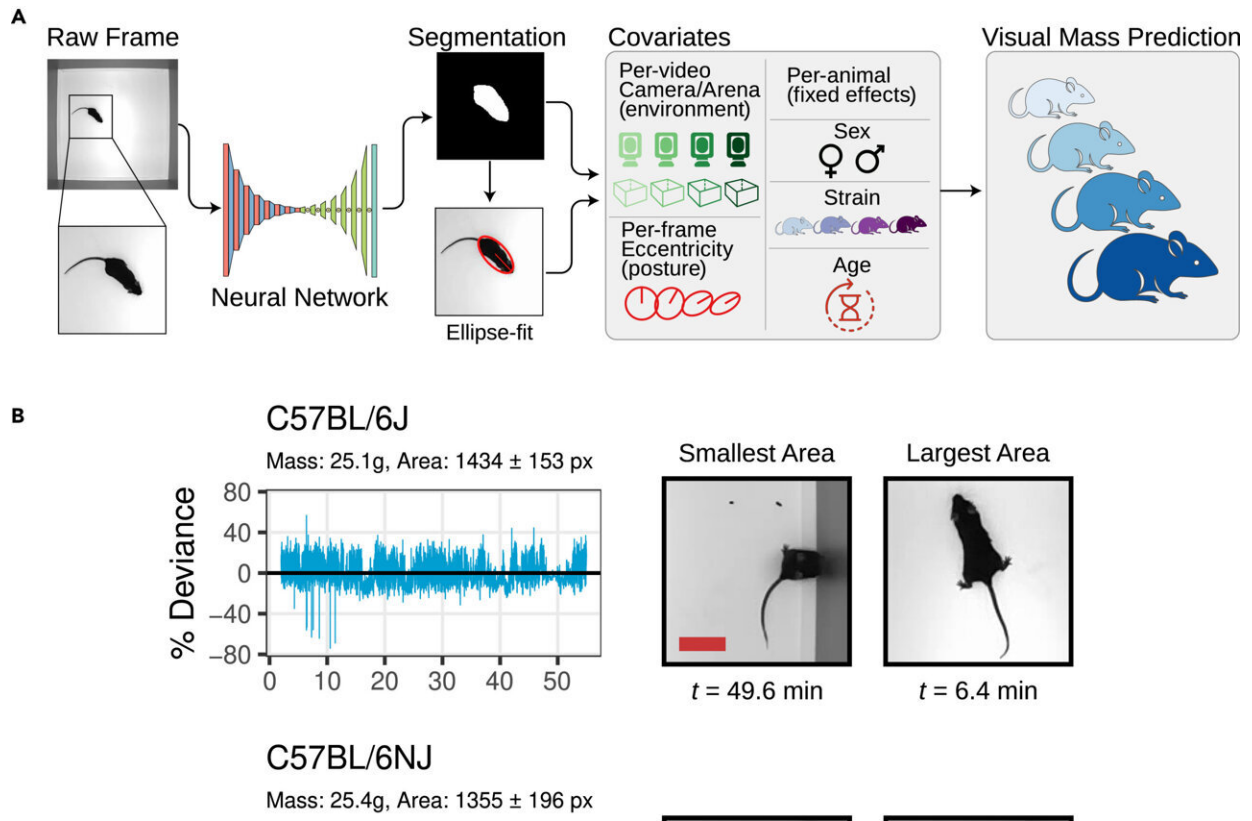 A
Raw Frame
Neural Network
Segmentation
Ellipse-fit
Covariates
Per-video
Camera/Arena
(environment)
Per-frame
Eccentricity
(posture)
Per-animal
(fixed effects)
Sex
♀ ♂
Strain
Age
Visual Mass Prediction
B
C57BL/6J
Mass: 25.1g, Area: 1434 ± 153 px
% Deviance
80
40
0
−40
−80
0 10 20 30 40 50
Smallest Area
t = 49.6 min
Largest Area
t = 6.4 min
C57BL/6NJ
Mass: 25.4g, Area: 1355 ± 196 px